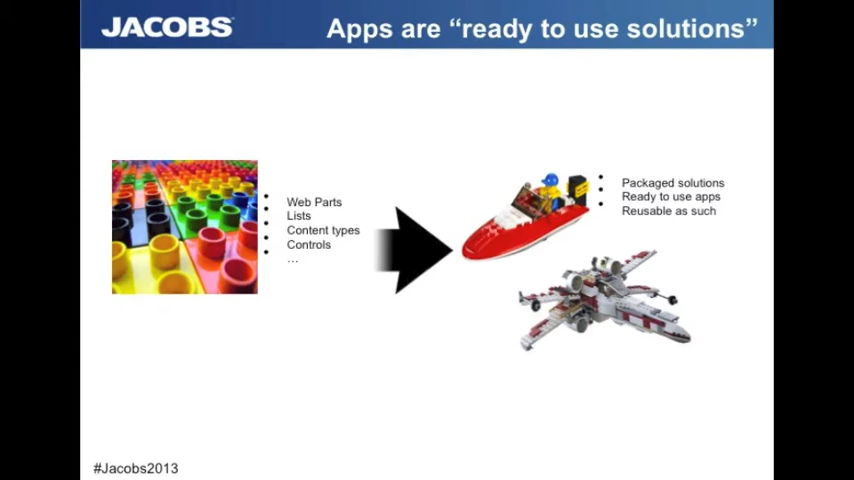 JACOBS
Apps are “ready to use solutions”
• Web Parts
• Lists
• Content types
• Controls
• …
• Packaged solutions
• Ready to use apps
• Reusable as such
#Jacobs2013